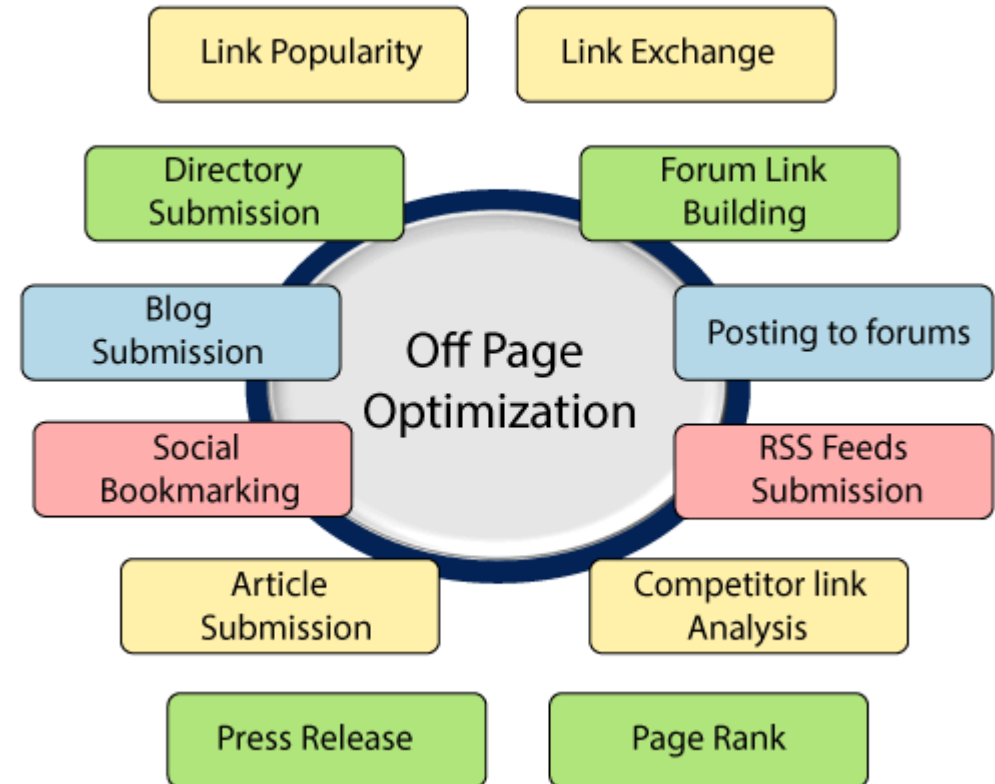 Link Popularity
Link Exchange
Directory
Submission
Forum Link
Building
Blog
Submission
Posting to forums
Off Page
Optimization
Social
Bookmarking
RSS Feeds
Submission
Article
Submission
Competitor link
Analysis
Press Release
Page Rank